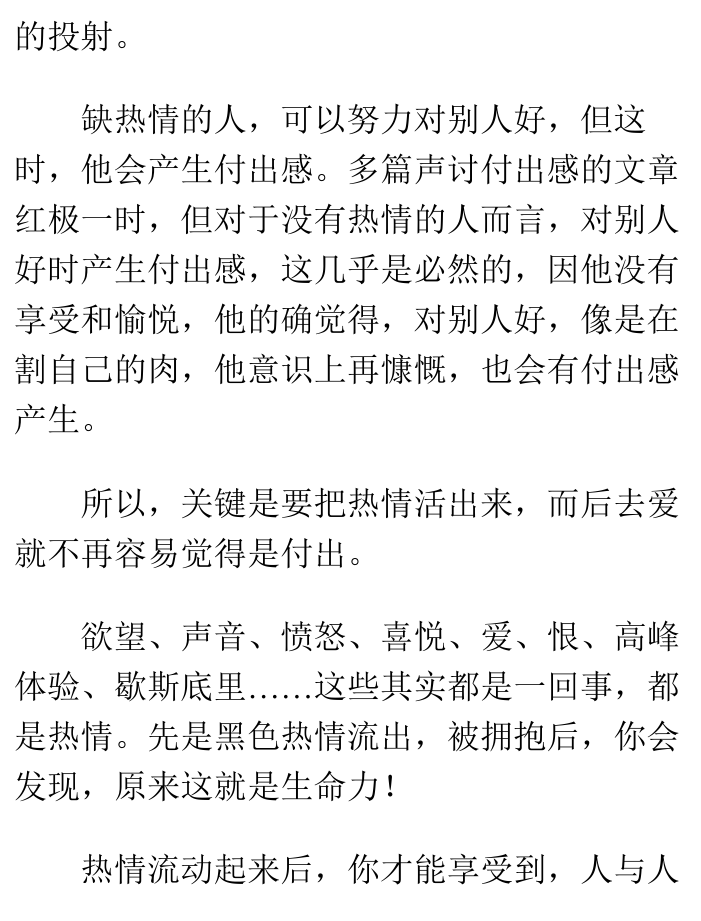 的投射。
缺热情的人，可以努力对别人好，但这
时，他会产生付出感。多篇声讨付出感的文章
红极一时，但对于没有热情的人而言，对别人
好时产生付出感，这几乎是必然的，因他没有
享受和愉悦，他的确觉得，对别人好，像是在
割自己的肉，他意识上再慷慨，也会有付出感
产生。
所以，关键是要把热情活出来，而后去爱
就不再容易觉得是付出。
欲望、声音、愤怒、喜悦、爱、恨、高峰
体验、歇斯底里……这些其实都是一回事，都
是热情。先是黑色热情流出，被拥抱后，你会
发现，原来这就是生命力！
热情流动起来后，你才能享受到，人与人